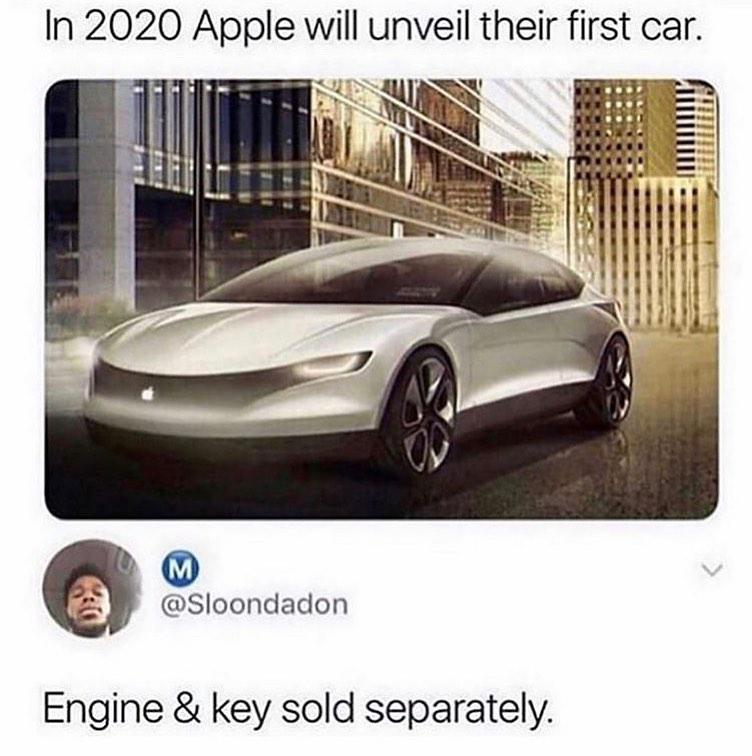 In 2020 Apple will unveil their first car.
M
@Sloondadon
Engine & key sold separately.